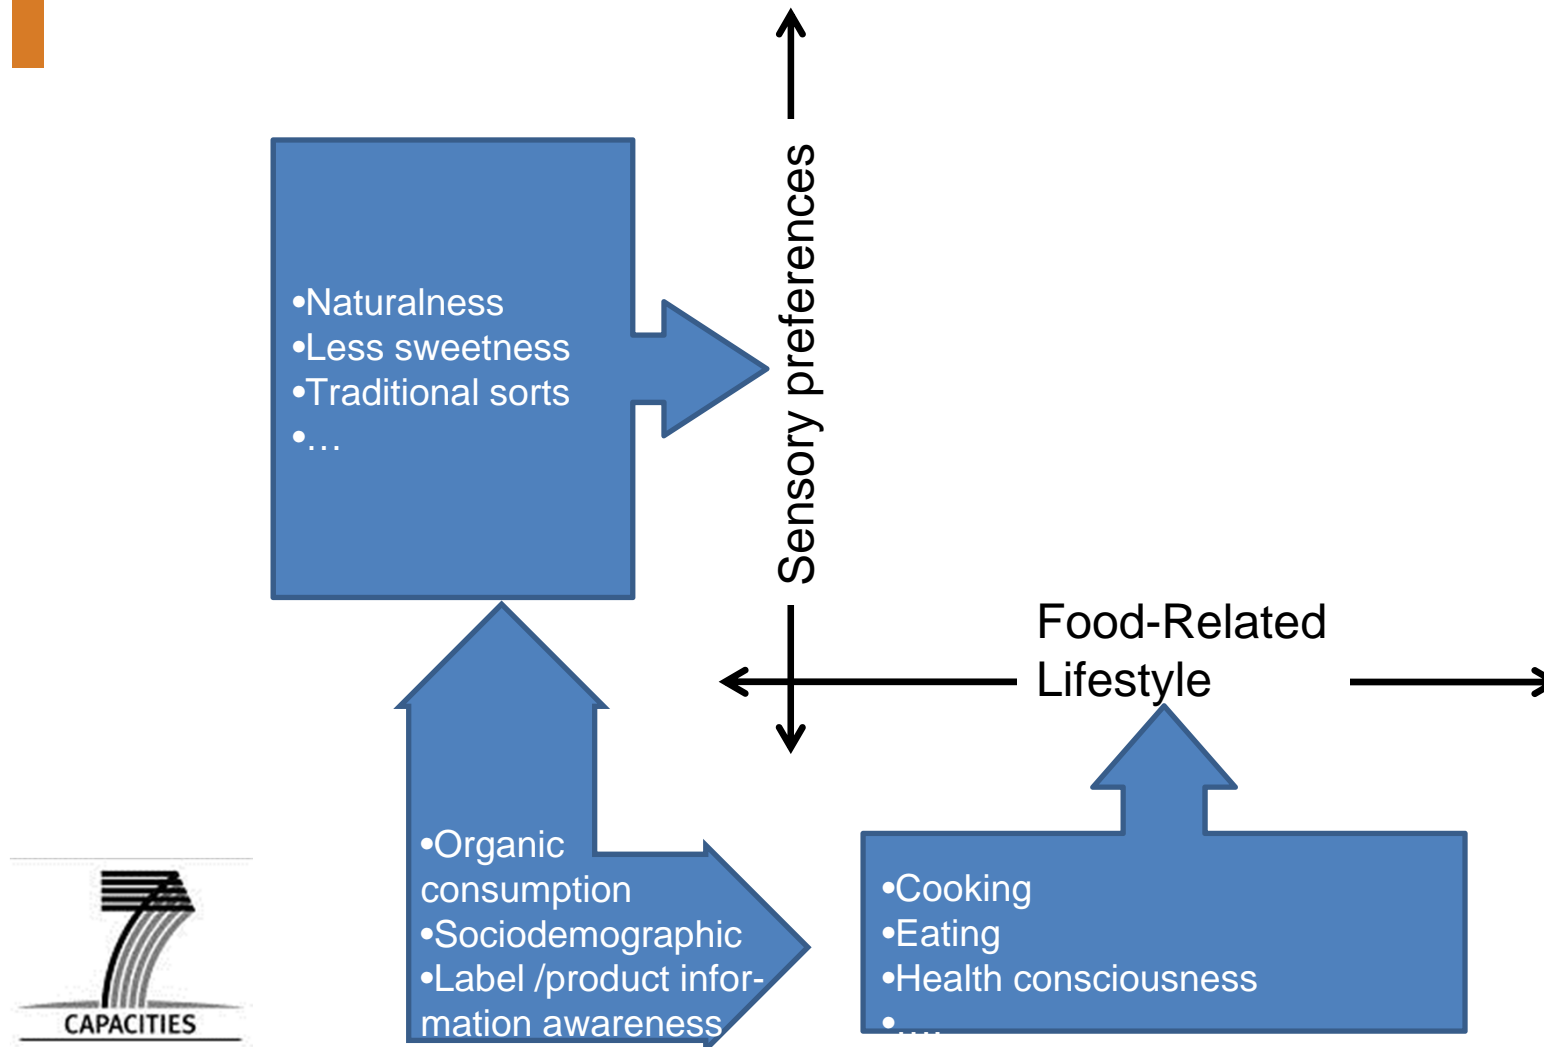 Sensory preferences
•Naturalness
•Less sweetness
•Traditional sorts
•…
Food-Related
Lifestyle
•Organic
consumption
•Sociodemographic
•Label /product infor-
mation awareness
•Cooking
•Eating
•Health consciousness
•....
CAPACITIES